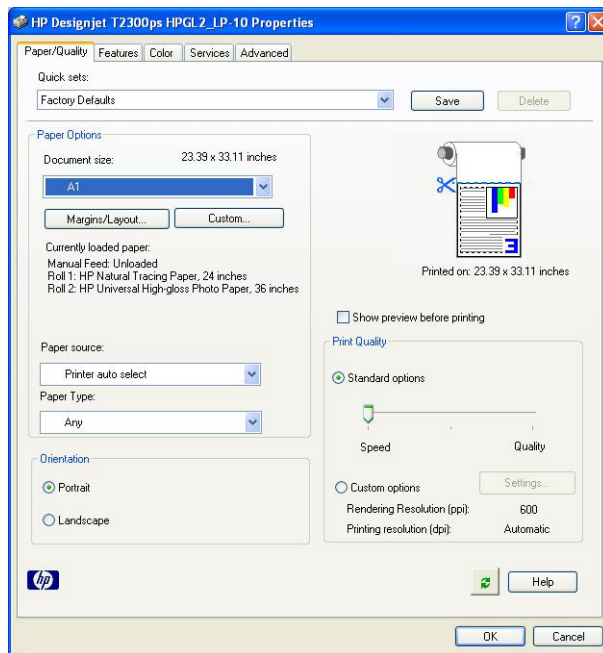 HP Designjet T2300ps HPGL2_LP-10 Properties
Paper/Quality Features Color Services Advanced
Quick sets:
Factory Defaults
Save
Delete
Paper Options
Document size: 23.39 x 33.11 inches
A1
Margins/Layout...
Custom...
Currently loaded paper:
Manual Feed: Unloaded
Roll 1: HP Natural Tracing Paper, 24 inches
Roll 2: HP Universal High-gloss Photo Paper, 36 inches
Paper source:
Printer auto select
Paper Type:
Any
Orientation
Portrait
Landscape
3
Printed on: 23.39 x 33.11 inches
Show preview before printing
Print Quality
Standard options
Speed Quality
Custom options
Settings...
Rendering Resolution (ppi): 600
Printing resolution (dpi): Automatic
hp
Help
OK
Cancel